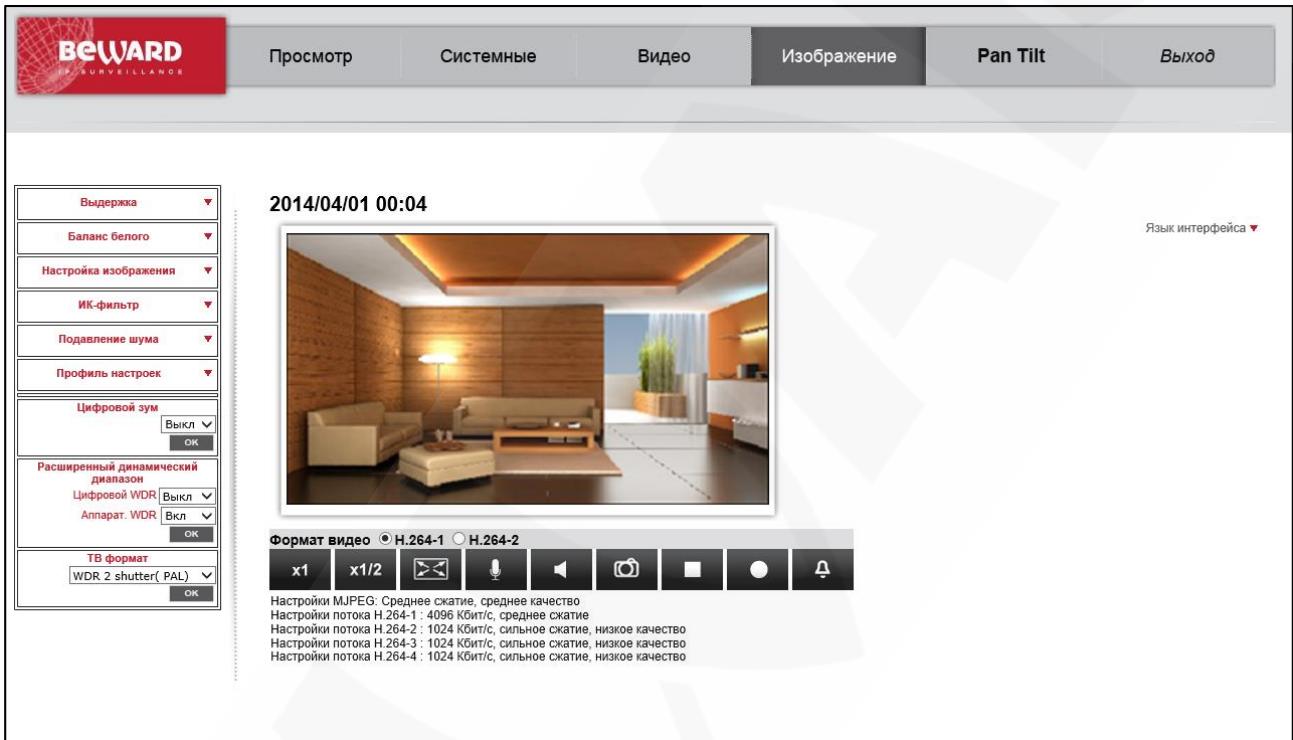 BEWARD
IP SURVEILLANCE
Просмотр
Системные
Видео
Изображение
Pan Tilt
Выход
Выдержка
Баланс белого
Настройка изображения
ИК-фильтр
Подавление шума
Профиль настроек
Цифровой зум
Выкл
ОК
Расширенный динамический
диапазон
Цифровой WDR Выкл
Аппарат. WDR Вкл
ОК
ТВ формат
WDR 2 shutter( PAL)
ОК
2014/04/01 00:04
Язык интерфейса
Формат видео H.264-1 H.264-2
x1 x1/2
Настройки MJPEG: Среднее сжатие, среднее качество
Настройки потока H.264-1 : 4096 Кбит/с, среднее сжатие
Настройки потока H.264-2 : 1024 Кбит/с, сильное сжатие, низкое качество
Настройки потока H.264-3 : 1024 Кбит/с, сильное сжатие, низкое качество
Настройки потока H.264-4 : 1024 Кбит/с, сильное сжатие, низкое качество